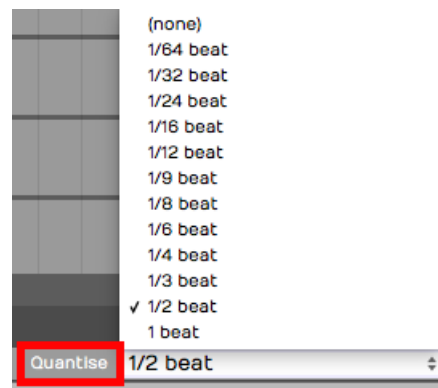 (none)
1/64 beat
1/32 beat
1/24 beat
1/16 beat
1/12 beat
1/9 beat
1/8 beat
1/6 beat
1/4 beat
1/3 beat
✓ 1/2 beat
1 beat
Quantise 1/2 beat